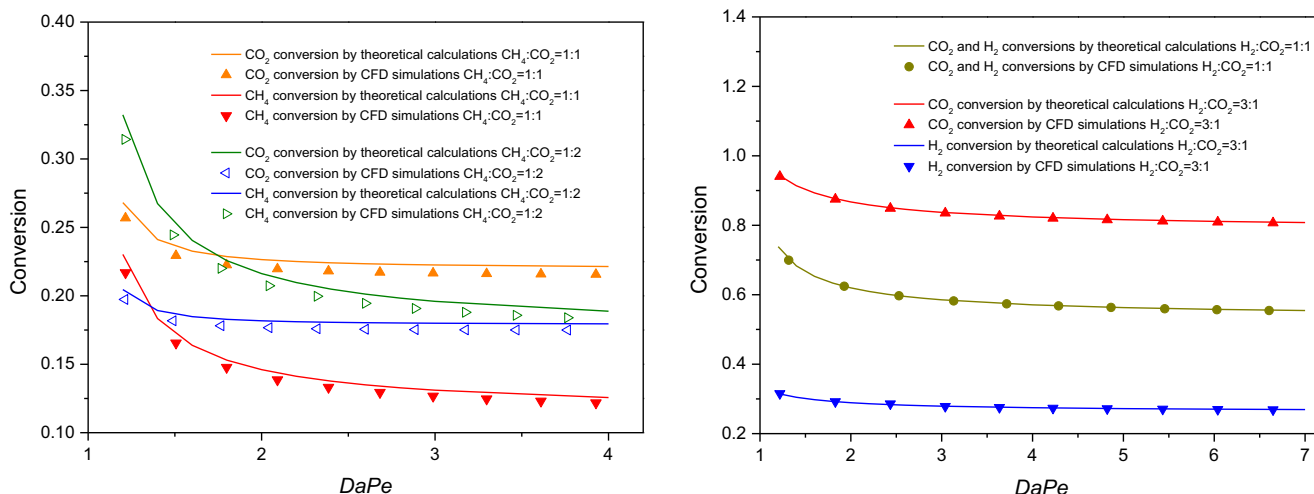 0.40
0.35
0.30
0.25
0.20
0.15
0.10
Conversion
CO2 conversion by theoretical calculations CH4:CO2=1:1
CO2 conversion by CFD simulations CH4:CO2=1:1
CH4 conversion by theoretical calculations CH4:CO2=1:1
CH4 conversion by CFD simulations CH4:CO2=1:1
CO2 conversion by theoretical calculations CH4:CO2=1:2
CO2 conversion by CFD simulations CH4:CO2=1:2
CH4 conversion by theoretical calculations CH4:CO2=1:2
CH4 conversion by CFD simulations CH4:CO2=1:2
1 2 3 4
DaPe
1.4
1.2
1.0
0.8
0.6
0.4
0.2
Conversion
CO2 and H2 conversions by theoretical calculations H2:CO2=1:1
CO2 and H2 conversions by CFD simulations H2:CO2=1:1
CO2 conversion by theoretical calculations H2:CO2=3:1
CO2 conversion by CFD simulations H2:CO2=3:1
H2 conversion by theoretical calculations H2:CO2=3:1
H2 conversion by CFD simulations H2:CO2=3:1
1 2 3 4 5 6 7
DaPe